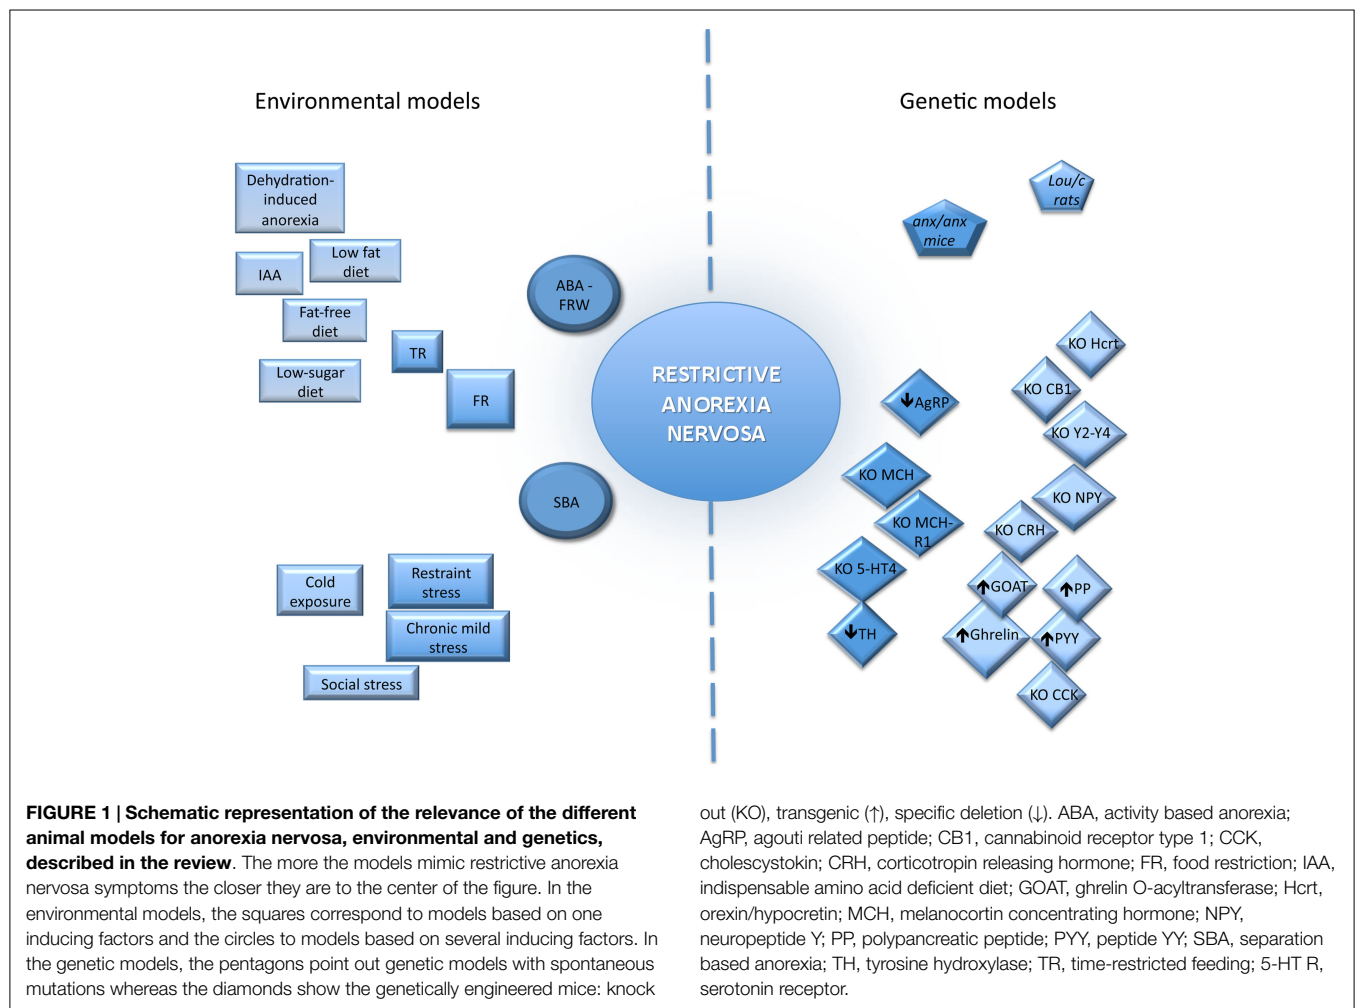 Environmental models
Genetic models
Dehydration-
induced
anorexia
IAA
Low fat
diet
Fat-free
diet
Low-sugar
diet
TR
FR
ABA -
FRW
SBA
Cold
exposure
Restraint
stress
Chronic mild
stress
Social stress
RESTRICTIVE
ANOREXIA
NERVOSA
Lou/c
rats
anx/anx
mice
KO Hcrt
KO CB1
🡇AgRP
KO Y2-Y4
KO MCH
KO NPY
KO MCH-
R1
KO CRH
KO 5-HT4
🡅GOAT
🡅PP
🡇TH
🡅Ghrelin
🡅PYY
KO CCK
FIGURE 1 | Schematic representation of the relevance of the different
animal models for anorexia nervosa, environmental and genetics,
described in the review. The more the models mimic restrictive anorexia
nervosa symptoms the closer they are to the center of the figure. In the
environmental models, the squares correspond to models based on one
inducing factors and the circles to models based on several inducing factors. In
the genetic models, the pentagons point out genetic models with spontaneous
mutations whereas the diamonds show the genetically engineered mice: knock
out (KO), transgenic (↑), specific deletion (↓). ABA, activity based anorexia;
AgRP, agouti related peptide; CB1, cannabinoid receptor type 1; CCK,
cholescystokin; CRH, corticotropin releasing hormone; FR, food restriction; IAA,
indispensable amino acid deficient diet; GOAT, ghrelin O-acyltransferase; Hcrt,
orexin/hypocretin; MCH, melanocortin concentrating hormone; NPY,
neuropeptide Y; PP, polypancreatic peptide; PYY, peptide YY; SBA, separation
based anorexia; TH, tyrosine hydroxylase; TR, time-restricted feeding; 5-HT R,
serotonin receptor.